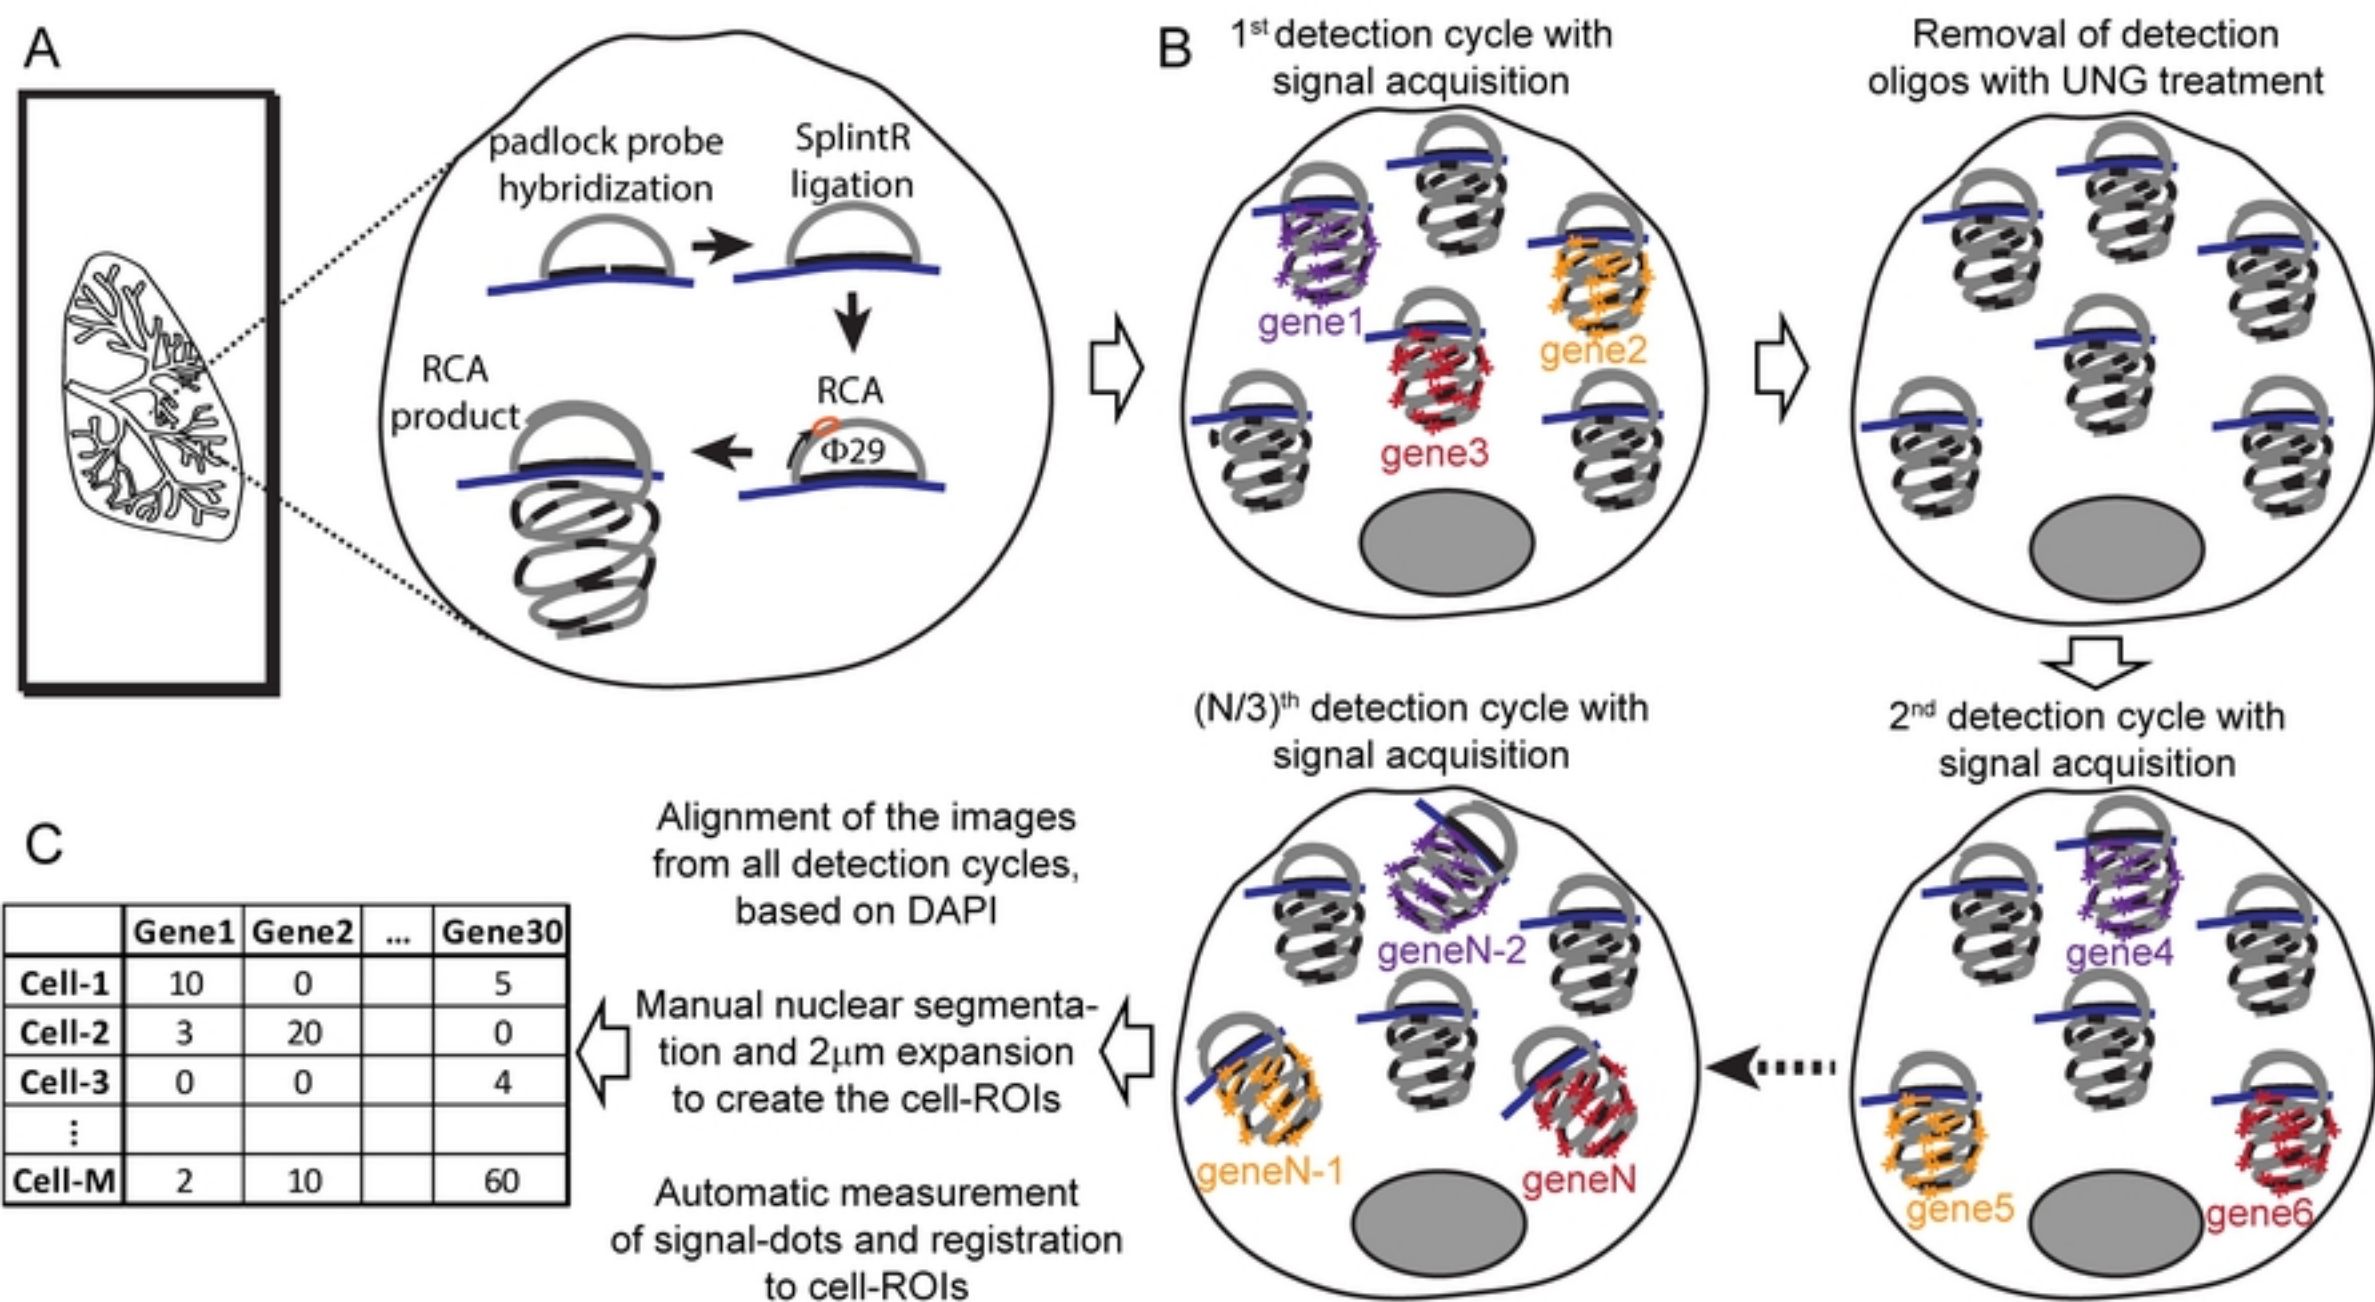 A
padlock probe
hybridization
SplintR
ligation
RCA
Φ29
RCA
product
B
1st detection cycle with
signal acquisition
gene1
gene2
gene3
Removal of detection
oligos with UNG treatment
2nd detection cycle with
signal acquisition
gene4
gene5
gene6
(N/3)th detection cycle with
signal acquisition
geneN-2
geneN-1
geneN
C
Alignment of the images
from all detection cycles,
based on DAPI
Manual nuclear segmenta-
tion and 2μm expansion
to create the cell-ROIs
Automatic measurement
of signal-dots and registration
to cell-ROIs
Gene1 Gene2 ... Gene30
Cell-1 10 0 5
Cell-2 3 20 0
Cell-3 0 0 4
⋮
Cell-M 2 10 60